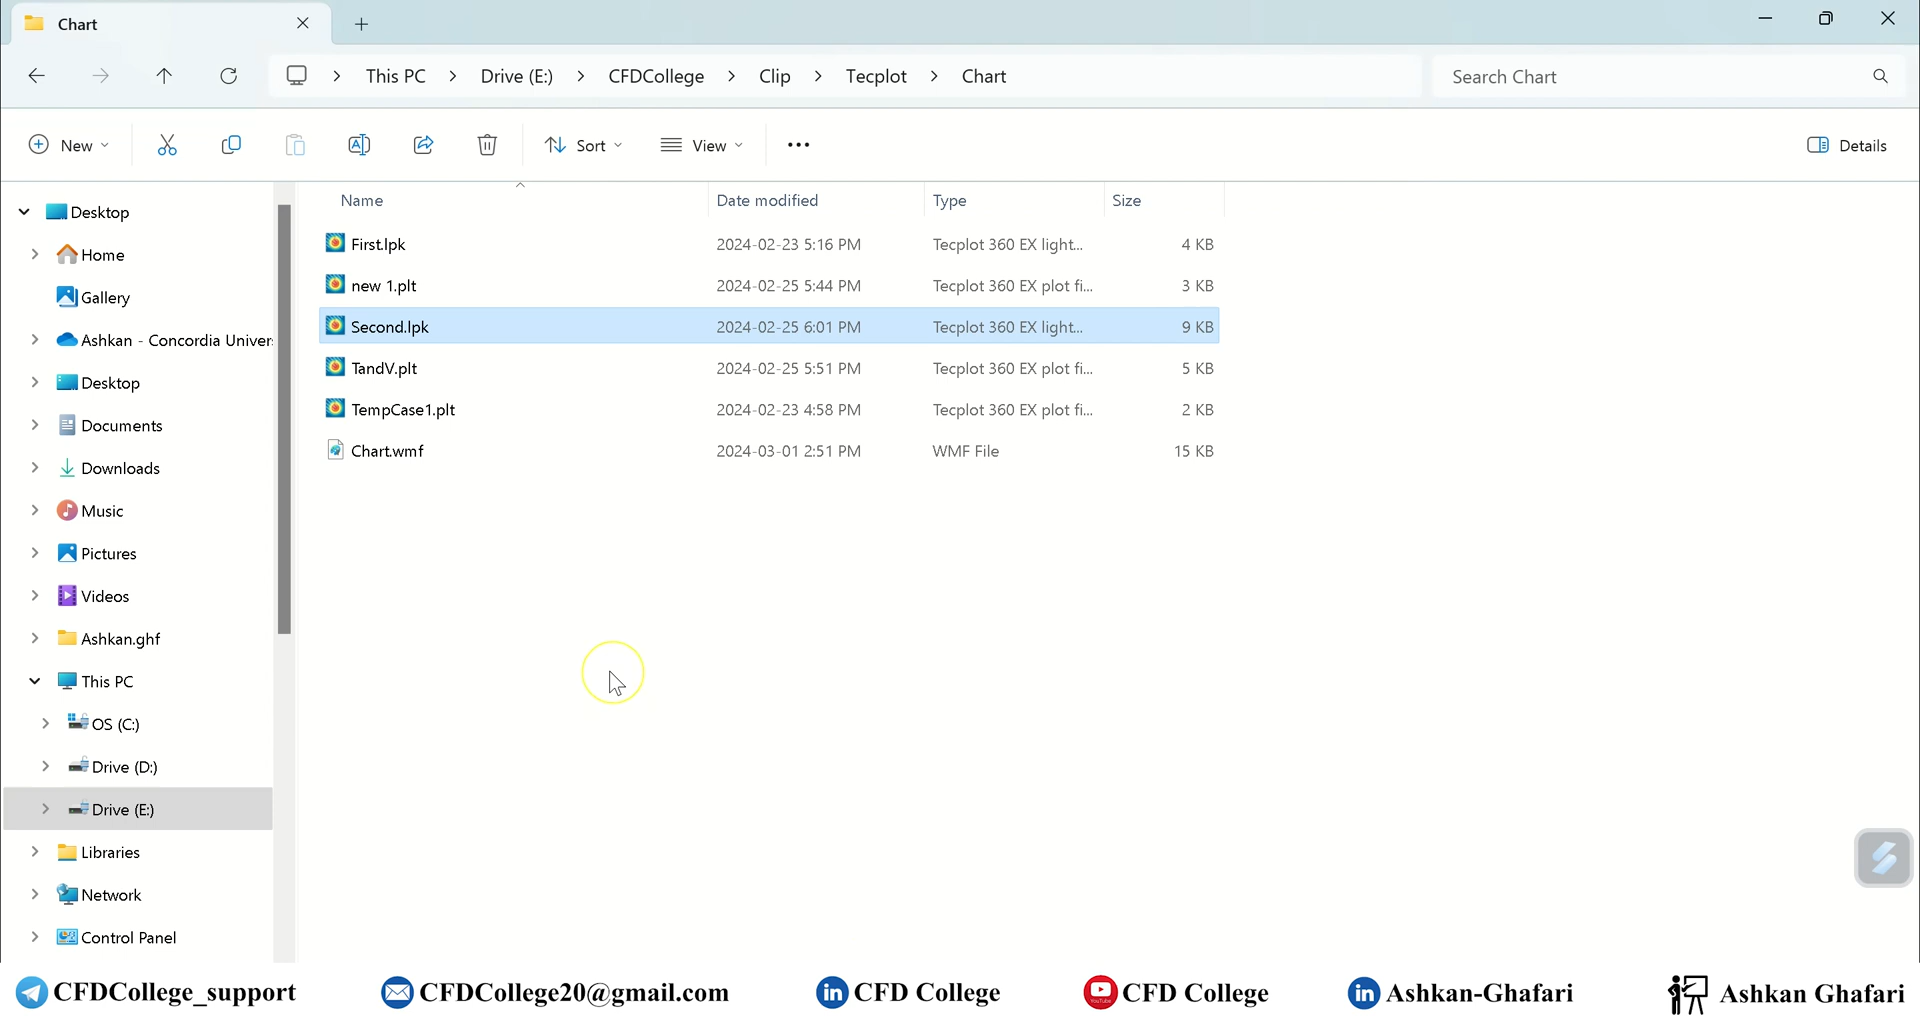 Chart
This PC > Drive (E:) > CFDCollege > Clip > Tecplot > Chart
Search Chart
New
Sort
View
Details
Name Date modified Type Size
First.lpk 2024-02-23 5:16 PM Tecplot 360 EX light... 4 KB
new 1.plt 2024-02-25 5:44 PM Tecplot 360 EX plot fi... 3 KB
Second.lpk 2024-02-25 6:01 PM Tecplot 360 EX light... 9 KB
TandV.plt 2024-02-25 5:51 PM Tecplot 360 EX plot fi... 5 KB
TempCase1.plt 2024-02-23 4:58 PM Tecplot 360 EX plot fi... 2 KB
Chart.wmf 2024-03-01 2:51 PM WMF File 15 KB
Desktop
Home
Gallery
Ashkan - Concordia Univer
Desktop
Documents
Downloads
Music
Pictures
Videos
Ashkan.ghf
This PC
OS (C:)
Drive (D:)
Drive (E:)
Libraries
Network
Control Panel
CFDCollege_support CFDCollege20@gmail.com CFD College CFD College Ashkan-Ghafari Ashkan Ghafari